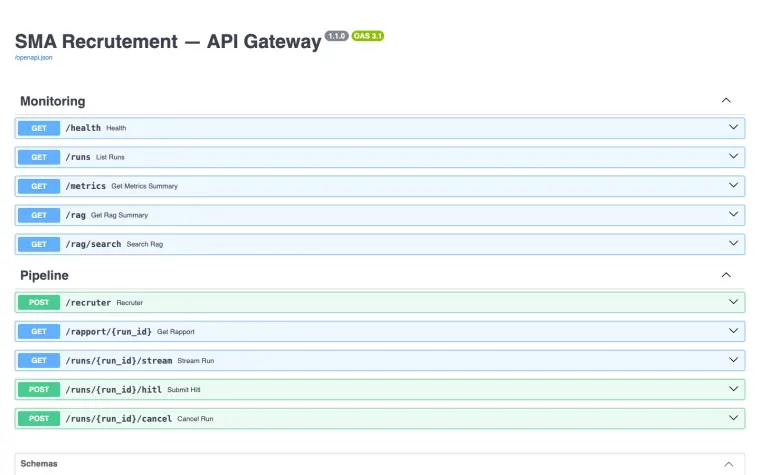 SMA Recrutement — API Gateway 1.1.0 OAS 3.1
/openapi.json
Monitoring
GET /health Health
GET /runs List Runs
GET /metrics Get Metrics Summary
GET /rag Get Rag Summary
GET /rag/search Search Rag
Pipeline
POST /recruter Recruter
GET /rapport/{run_id} Get Rapport
GET /runs/{run_id}/stream Stream Run
POST /runs/{run_id}/hitl Submit Hitl
POST /runs/{run_id}/cancel Cancel Run
Schemas